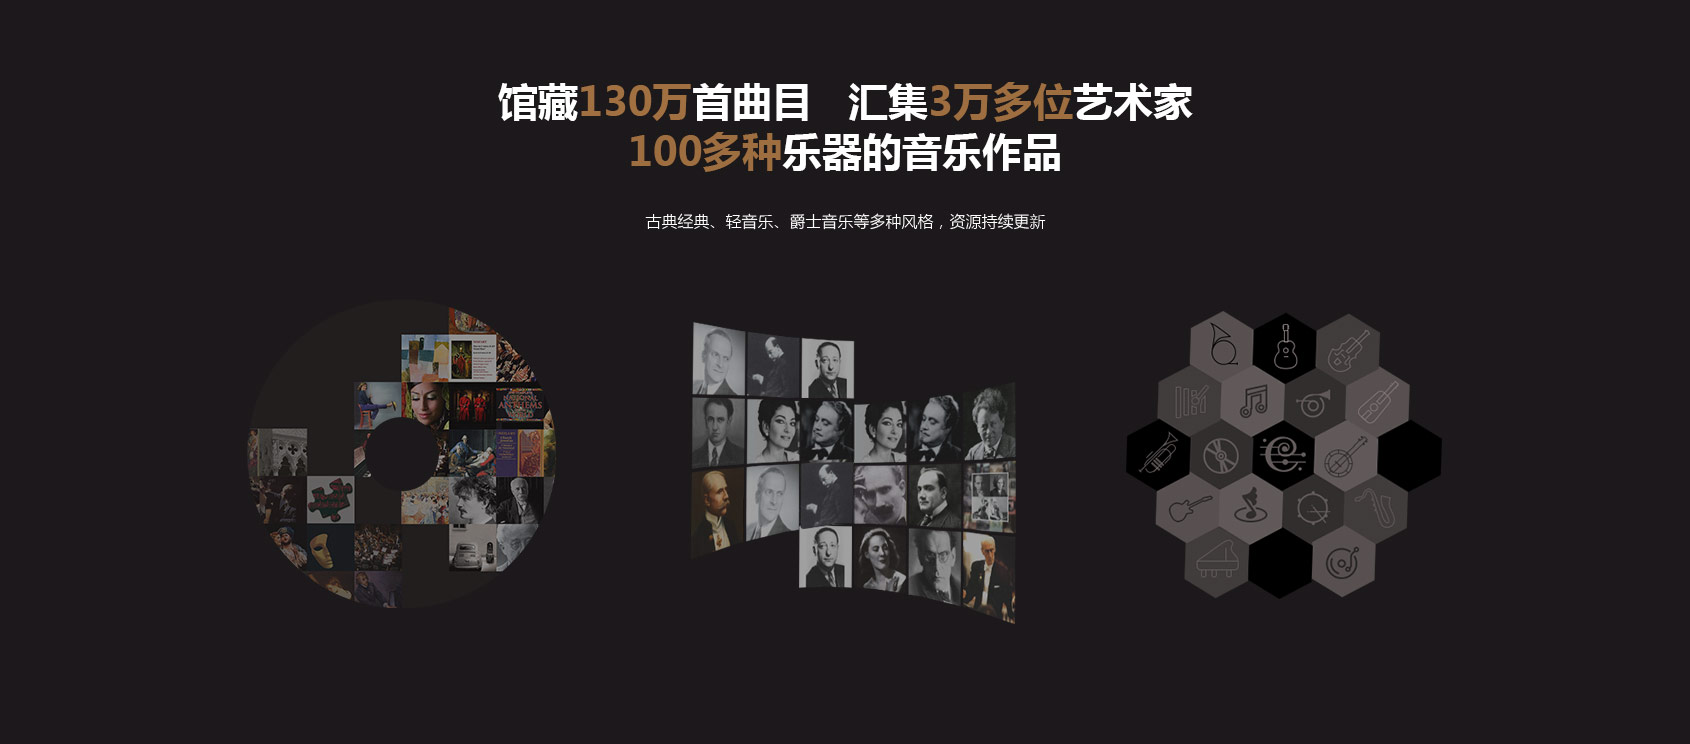 馆藏130万首曲目 汇集3万多位艺术家
100多种乐器的音乐作品
古典经典、轻音乐、爵士音乐等多种风格，资源持续更新